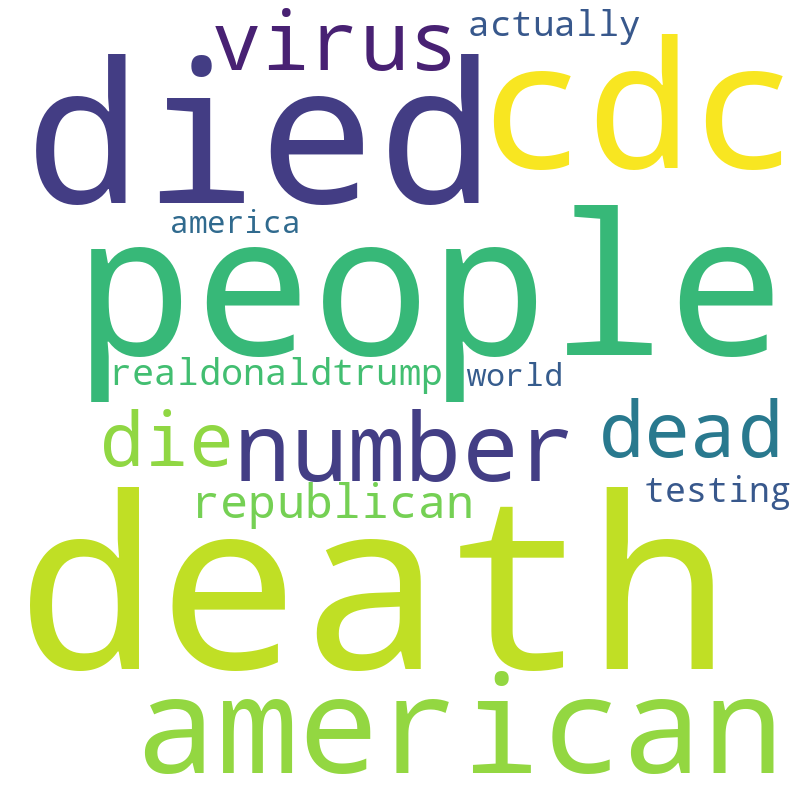 virus actually
died cdc
america
people
realdonaldtrump world
die number dead
republican testing
death
american